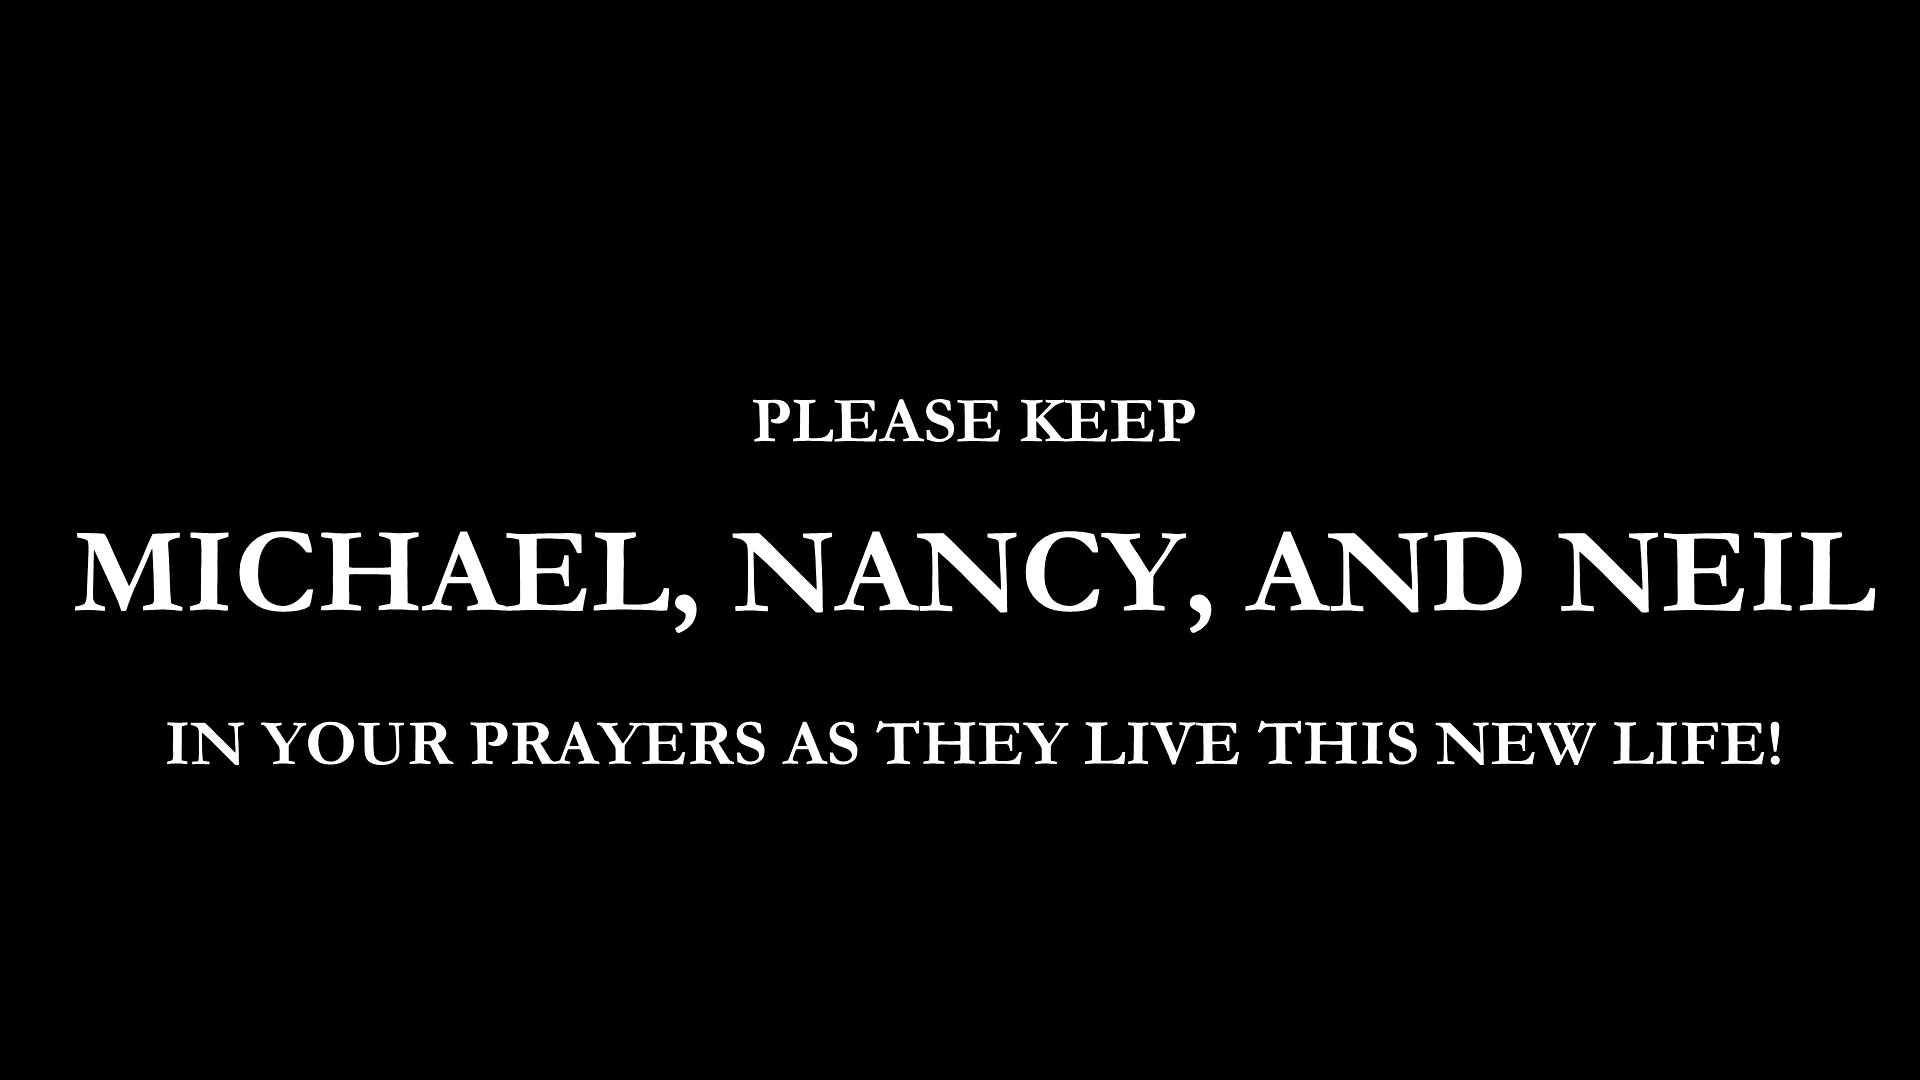 PLEASE KEEP
MICHAEL, NANCY, AND NEIL
IN YOUR PRAYERS AS THEY LIVE THIS NEW LIFE!